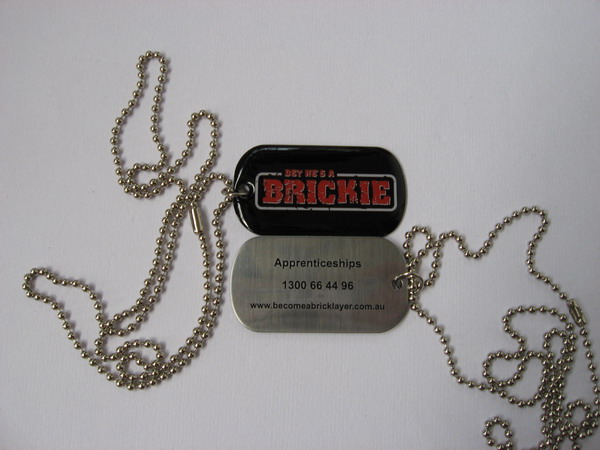 BET HE'S A
BRICKIE
Apprenticeships
1300 66 44 96
www.becomeabricklayer.com.au